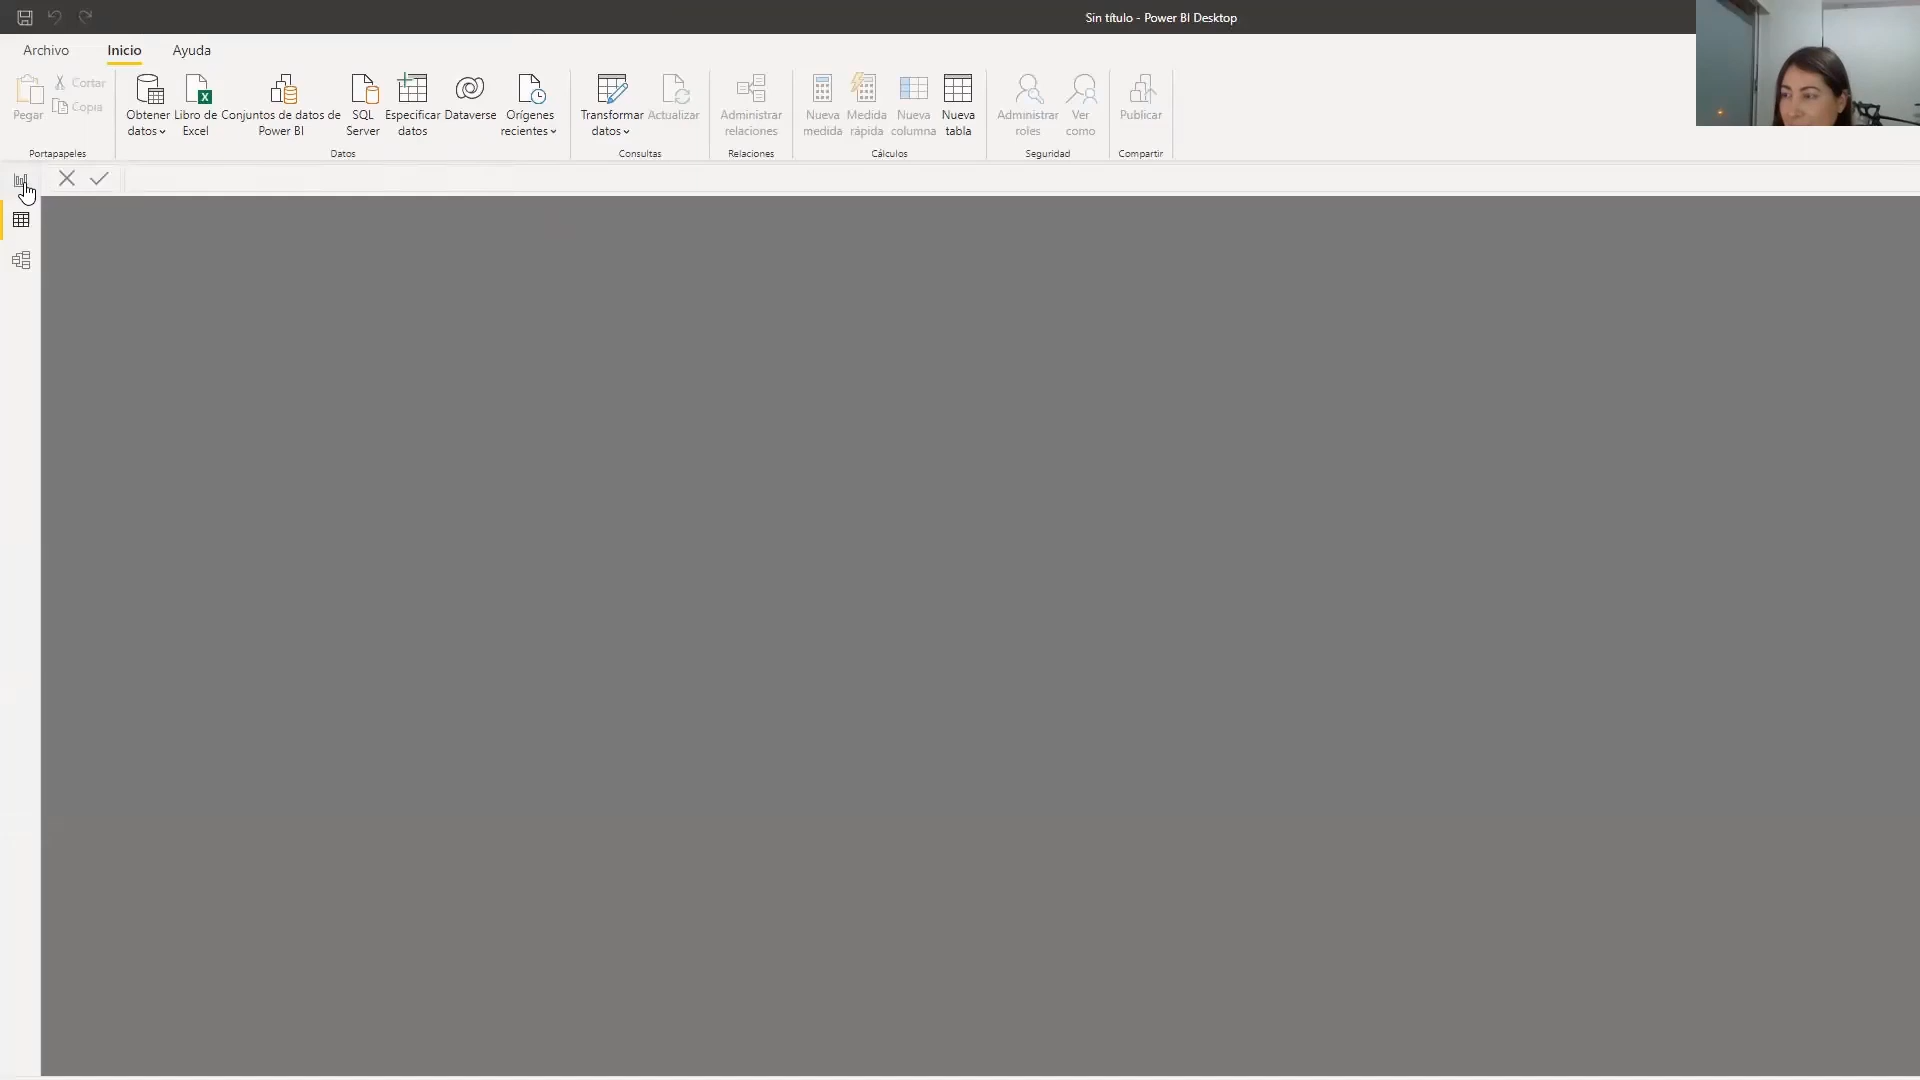 Sin título - Power BI Desktop
Archivo
Inicio
Ayuda
Pegar
Cortar
Copia
Portapapeles
Obtener
datos
Libro de
Excel
Conjuntos de datos de
Power BI
SQL
Server
Especificar
datos
Dataverse
Orígenes
recientes
Datos
Transformar
datos
Actualizar
Consultas
Administrar
relaciones
Relaciones
Nueva
medida
Medida
rápida
Nueva
columna
Nueva
tabla
Cálculos
Administrar
roles
Ver
como
Seguridad
Publicar
Compartir